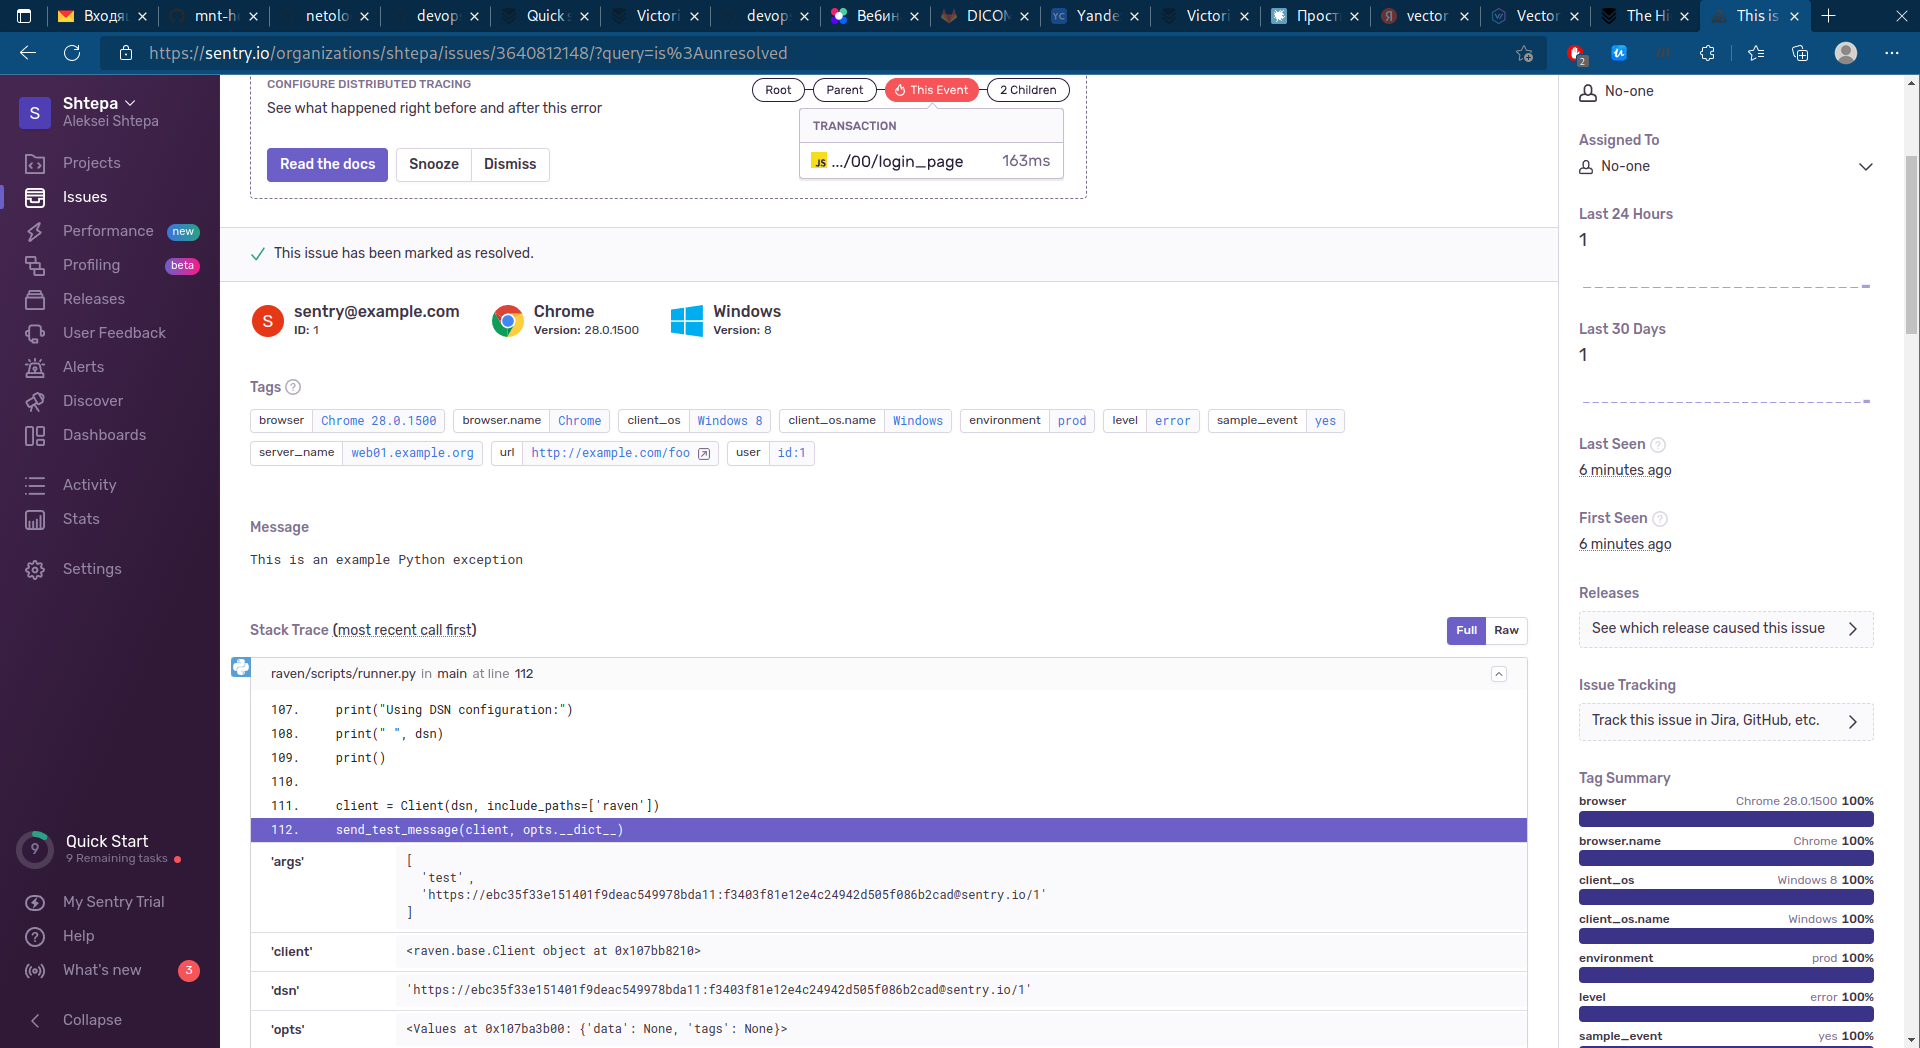 Входящ
mnt-h
netolo
devop
Quick s
Victori
devop
Вебин
DICOM
Yande
Victori
Прост
vector
Vector
The Hi
This is
https://sentry.io/organizations/shtepa/issues/3640812148/?query=is%3Aunresolved
2
S
Shtepa
Aleksei Shtepa
Projects
Issues
Performance new
Profiling beta
Releases
User Feedback
Alerts
Discover
Dashboards
Activity
Stats
Settings
9
Quick Start
9 Remaining tasks
My Sentry Trial
Help
What's new 3
Collapse
CONFIGURE DISTRIBUTED TRACING
See what happened right before and after this error
Read the docs Snooze Dismiss
Root Parent This Event 2 Children
TRANSACTION
JS .../00/login_page 163ms
This issue has been marked as resolved.
S
sentry@example.com
ID: 1
Chrome
Version: 28.0.1500
Windows
Version: 8
Tags ?
browser Chrome 28.0.1500 browser.name Chrome client_os Windows 8 client_os.name Windows environment prod level error sample_event yes
server_name web01.example.org url http://example.com/foo user id:1
Message
This is an example Python exception
Stack Trace (most recent call first)
Full Raw
raven/scripts/runner.py in main at line 112
107. print("Using DSN configuration:")
108. print(" ", dsn)
109. print()
110.
111. client = Client(dsn, include_paths=['raven'])
112. send_test_message(client, opts.__dict__)
'args' [
'test' ,
'https://ebc35f33e151401f9deac549978bda11:f3403f81e12e4c24942d505f086b2cad@sentry.io/1'
]
'client' <raven.base.Client object at 0x107bb8210>
'dsn' 'https://ebc35f33e151401f9deac549978bda11:f3403f81e12e4c24942d505f086b2cad@sentry.io/1'
'opts' <Values at 0x107ba3b00: {'data': None, 'tags': None}>
No-one
Assigned To
No-one
Last 24 Hours
1
Last 30 Days
1
Last Seen ?
6 minutes ago
First Seen ?
6 minutes ago
Releases
See which release caused this issue
Issue Tracking
Track this issue in Jira, GitHub, etc.
Tag Summary
browser Chrome 28.0.1500 100%
browser.name Chrome 100%
client_os Windows 8 100%
client_os.name Windows 100%
environment prod 100%
level error 100%
sample_event yes 100%